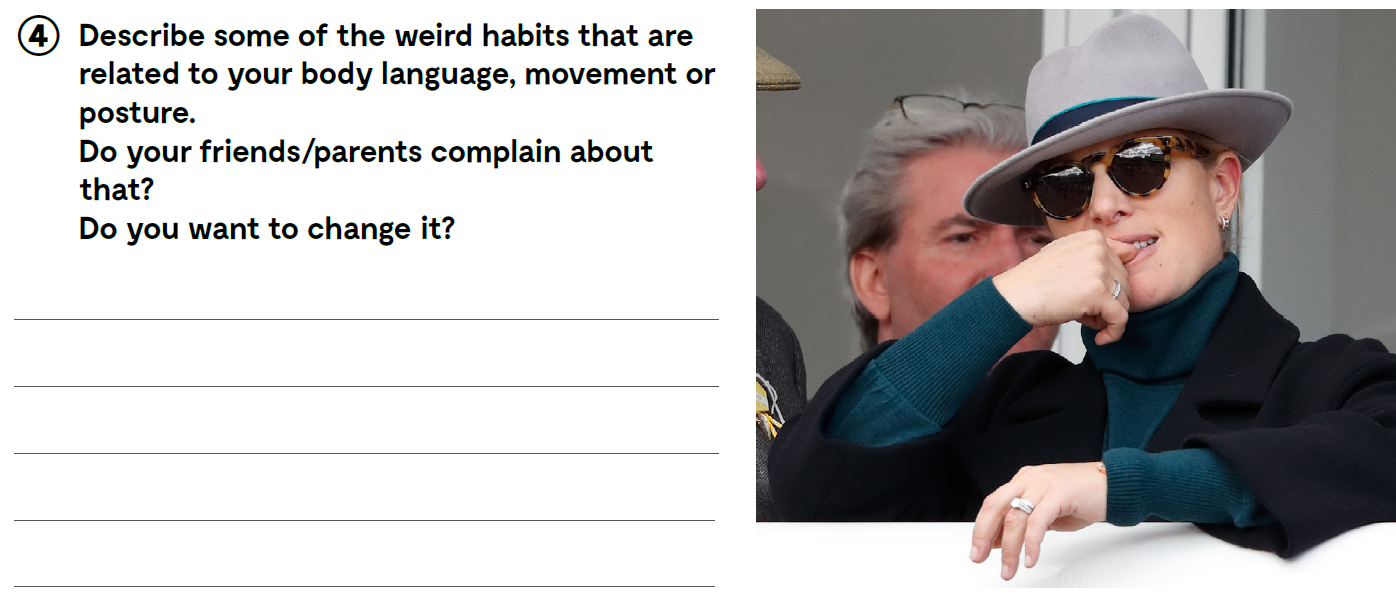 4 Describe some of the weird habits that are
related to your body language, movement or
posture.
Do your friends/parents complain about
that?
Do you want to change it?